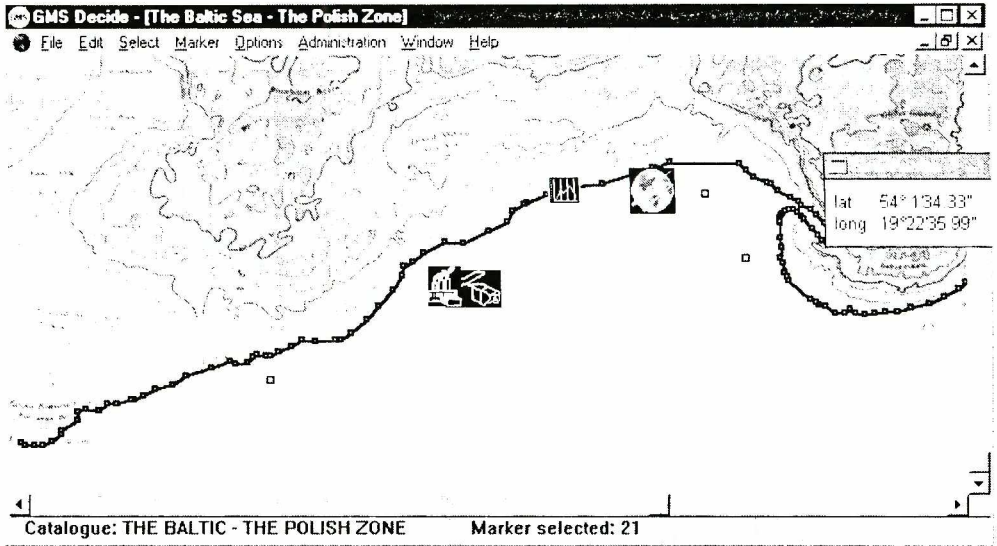 GMS Decide - [The Baltic Sea - The Polish Zone]
File Edit Select Marker Options Administration Window Help
lat 54° 1'34.33"
long 19°22'35.99"
Catalogue: THE BALTIC - THE POLISH ZONE Marker selected: 21